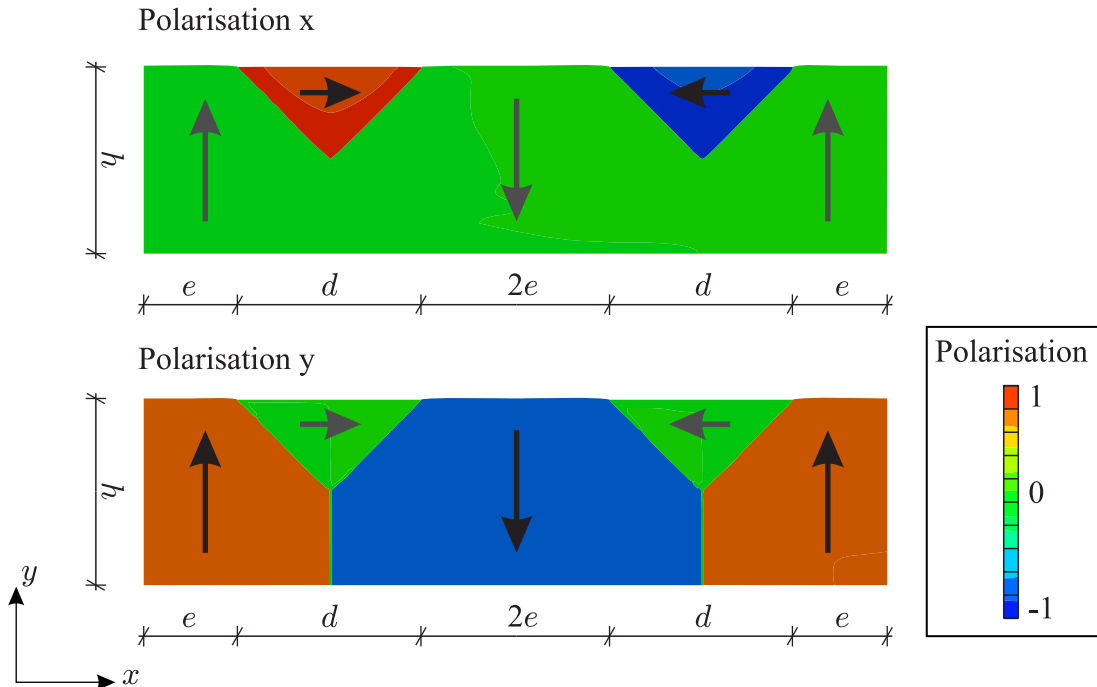 Polarisation x
h
e d 2e d e
Polarisation y
h
e d 2e d e
Polarisation
1
0
-1
y
x